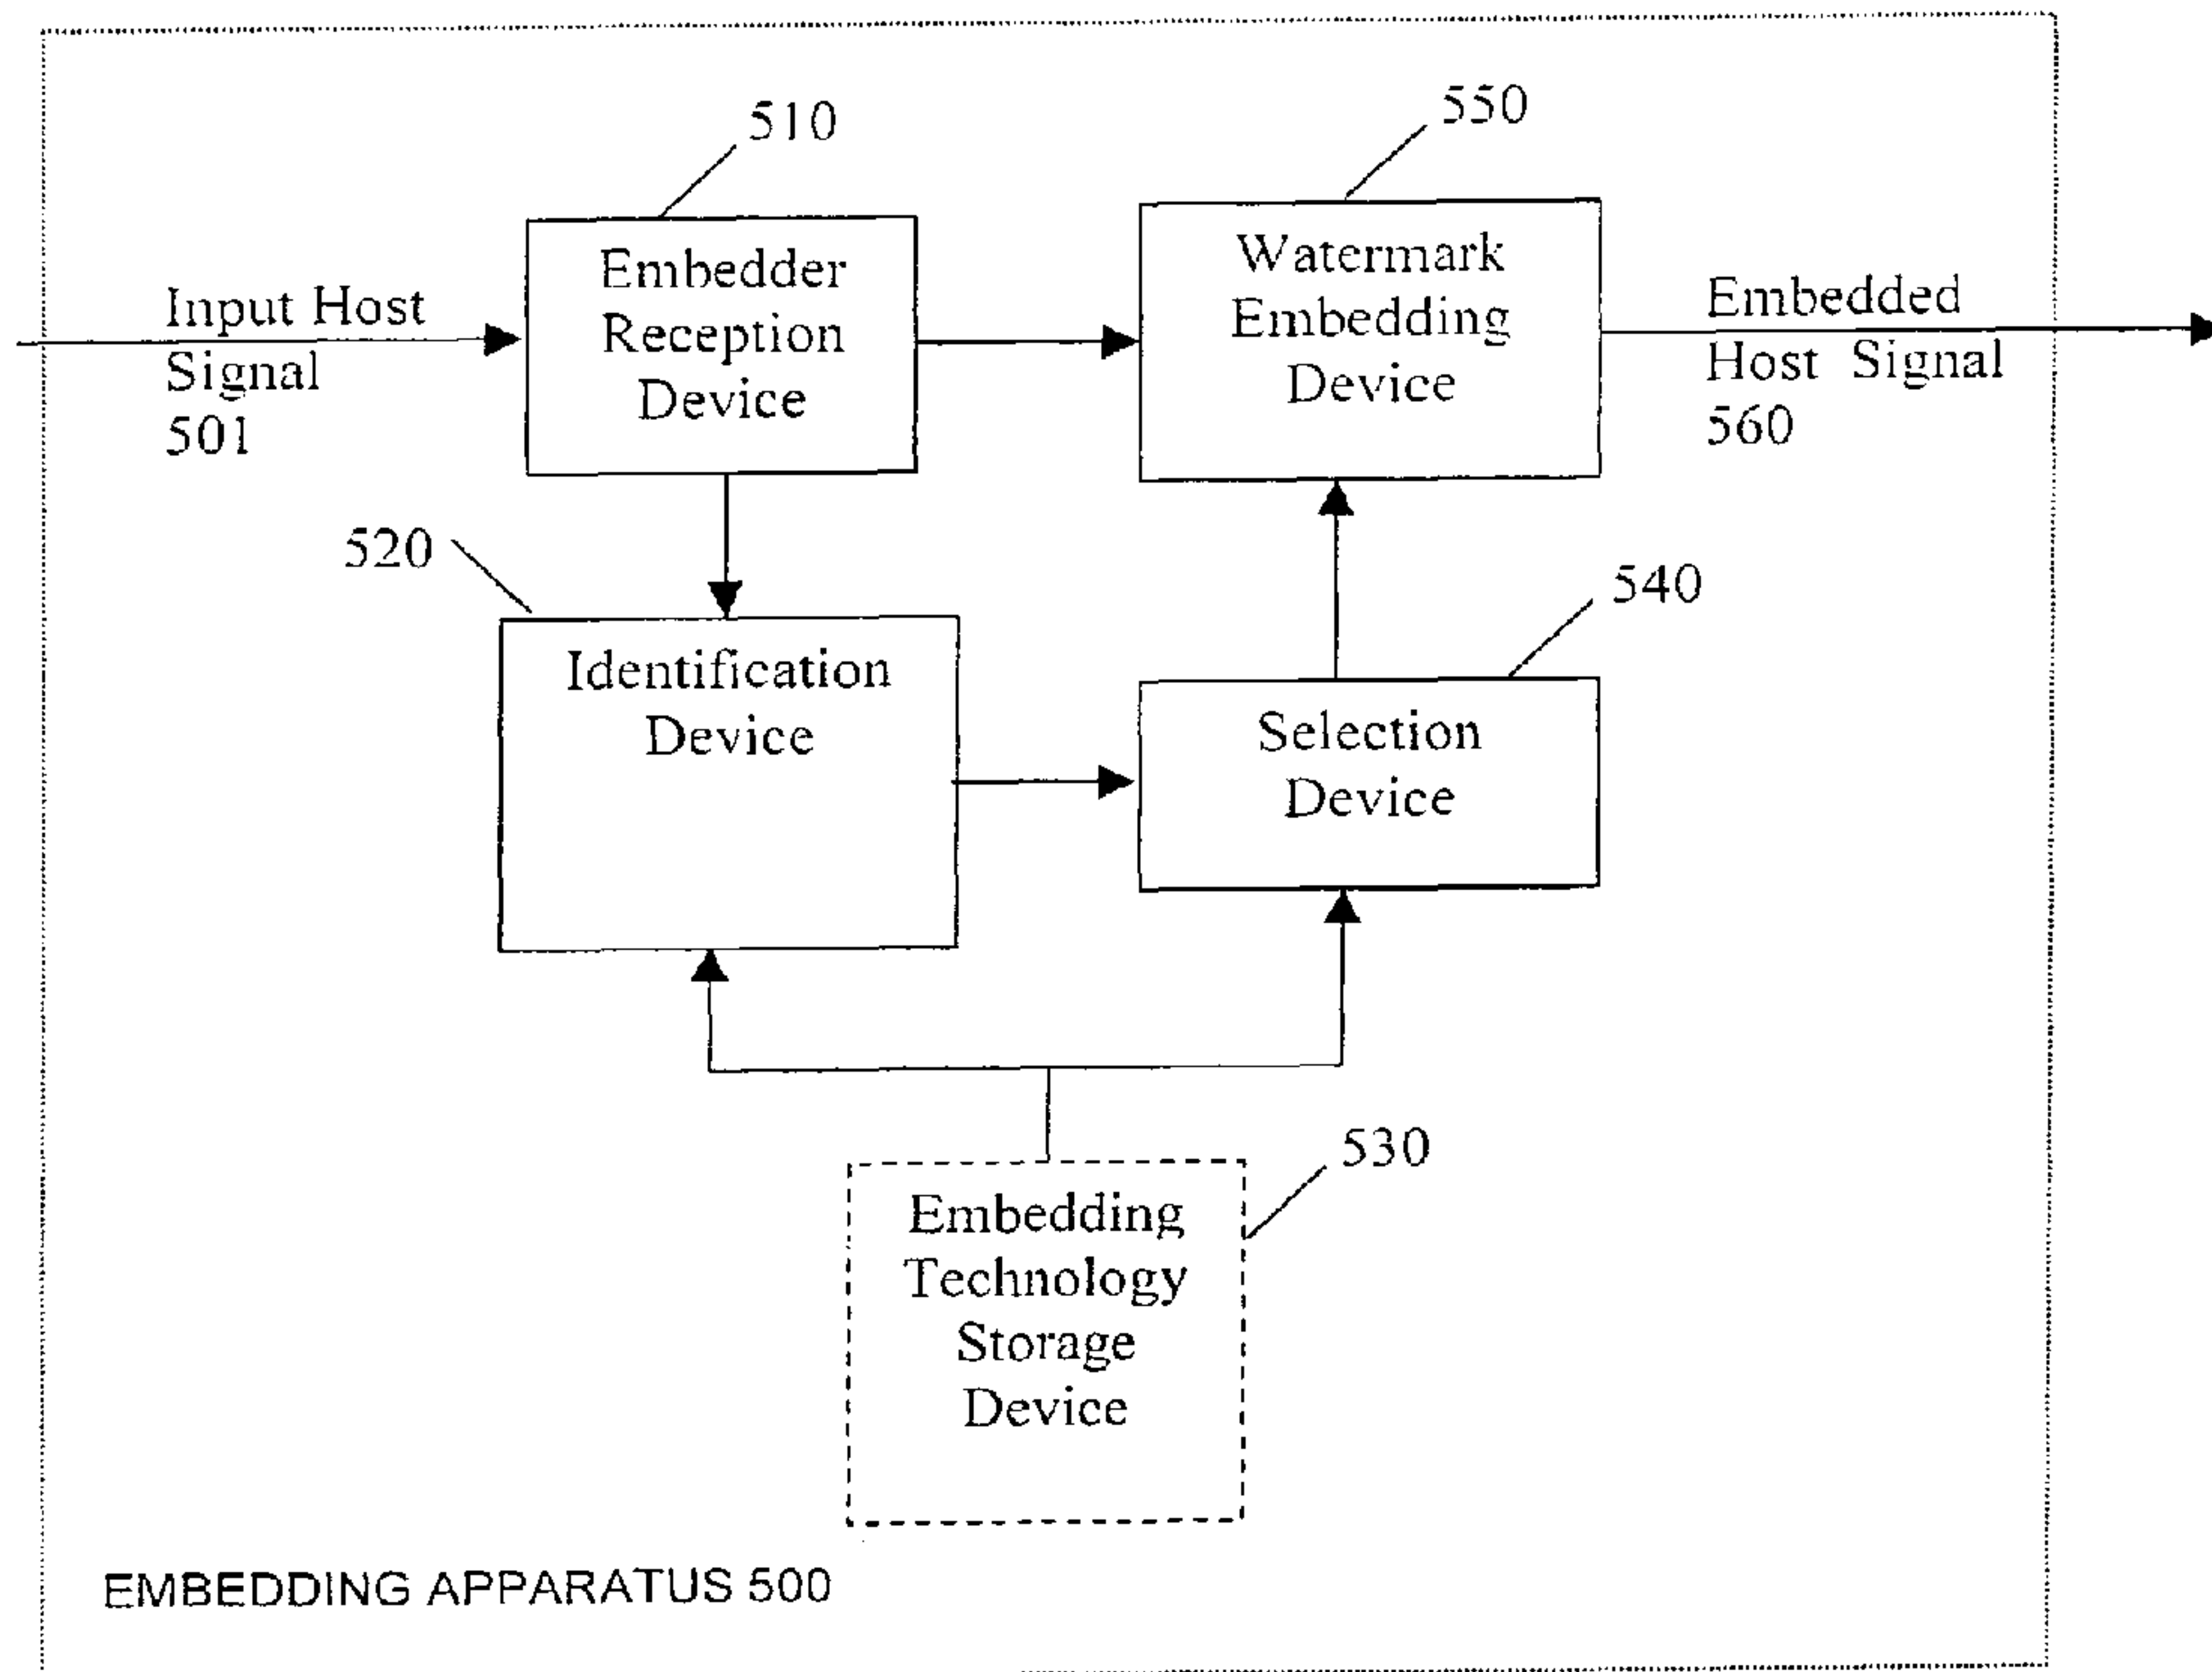 510
550
Embedder
Reception
Device
Watermark
Embedding
Device
Input Host
Signal
501
Embedded
Host Signal
560
520
540
Identification
Device
Selection
Device
530
Embedding
Technology
Storage
Device
EMBEDDING APPARATUS 500